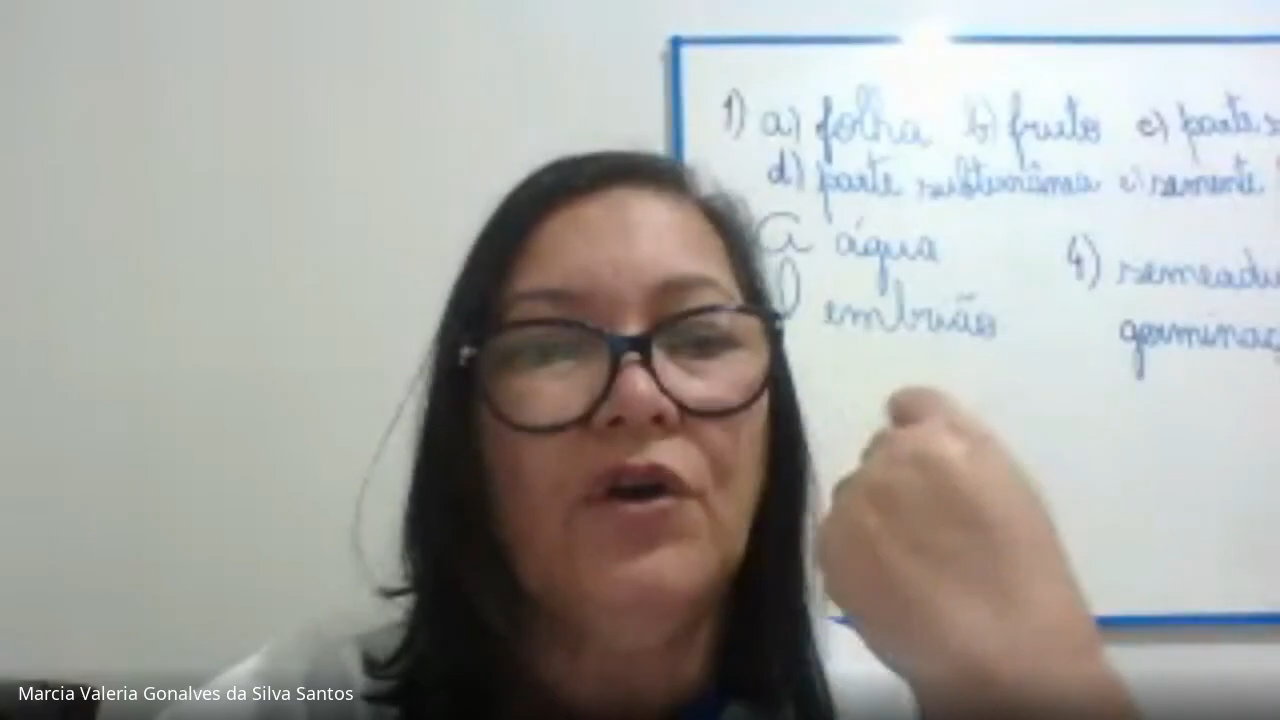 1) a) folha b) fruto c) parte s
d) parte subterrânea e) semente
a água
4) semeadu
embrião
germinaç
Marcia Valeria Gonalves da Silva Santos